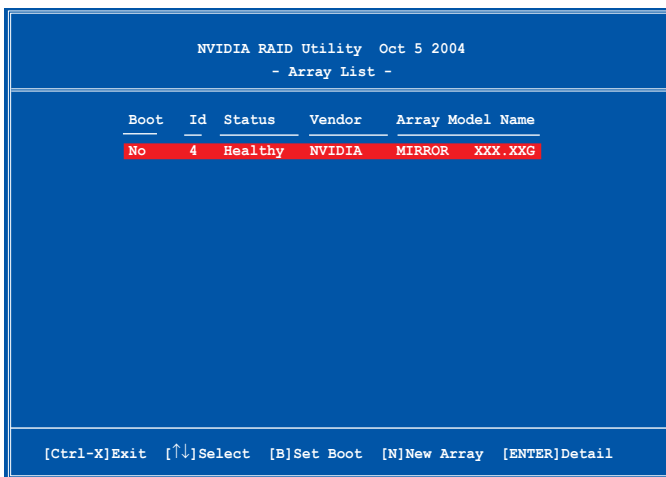 NVIDIA RAID Utility Oct 5 2004
- Array List -
Boot Id Status Vendor Array Model Name
No 4 Healthy NVIDIA MIRROR XXX.XXG
[Ctrl-X]Exit [↑↓]Select [B]Set Boot [N]New Array [ENTER]Detail